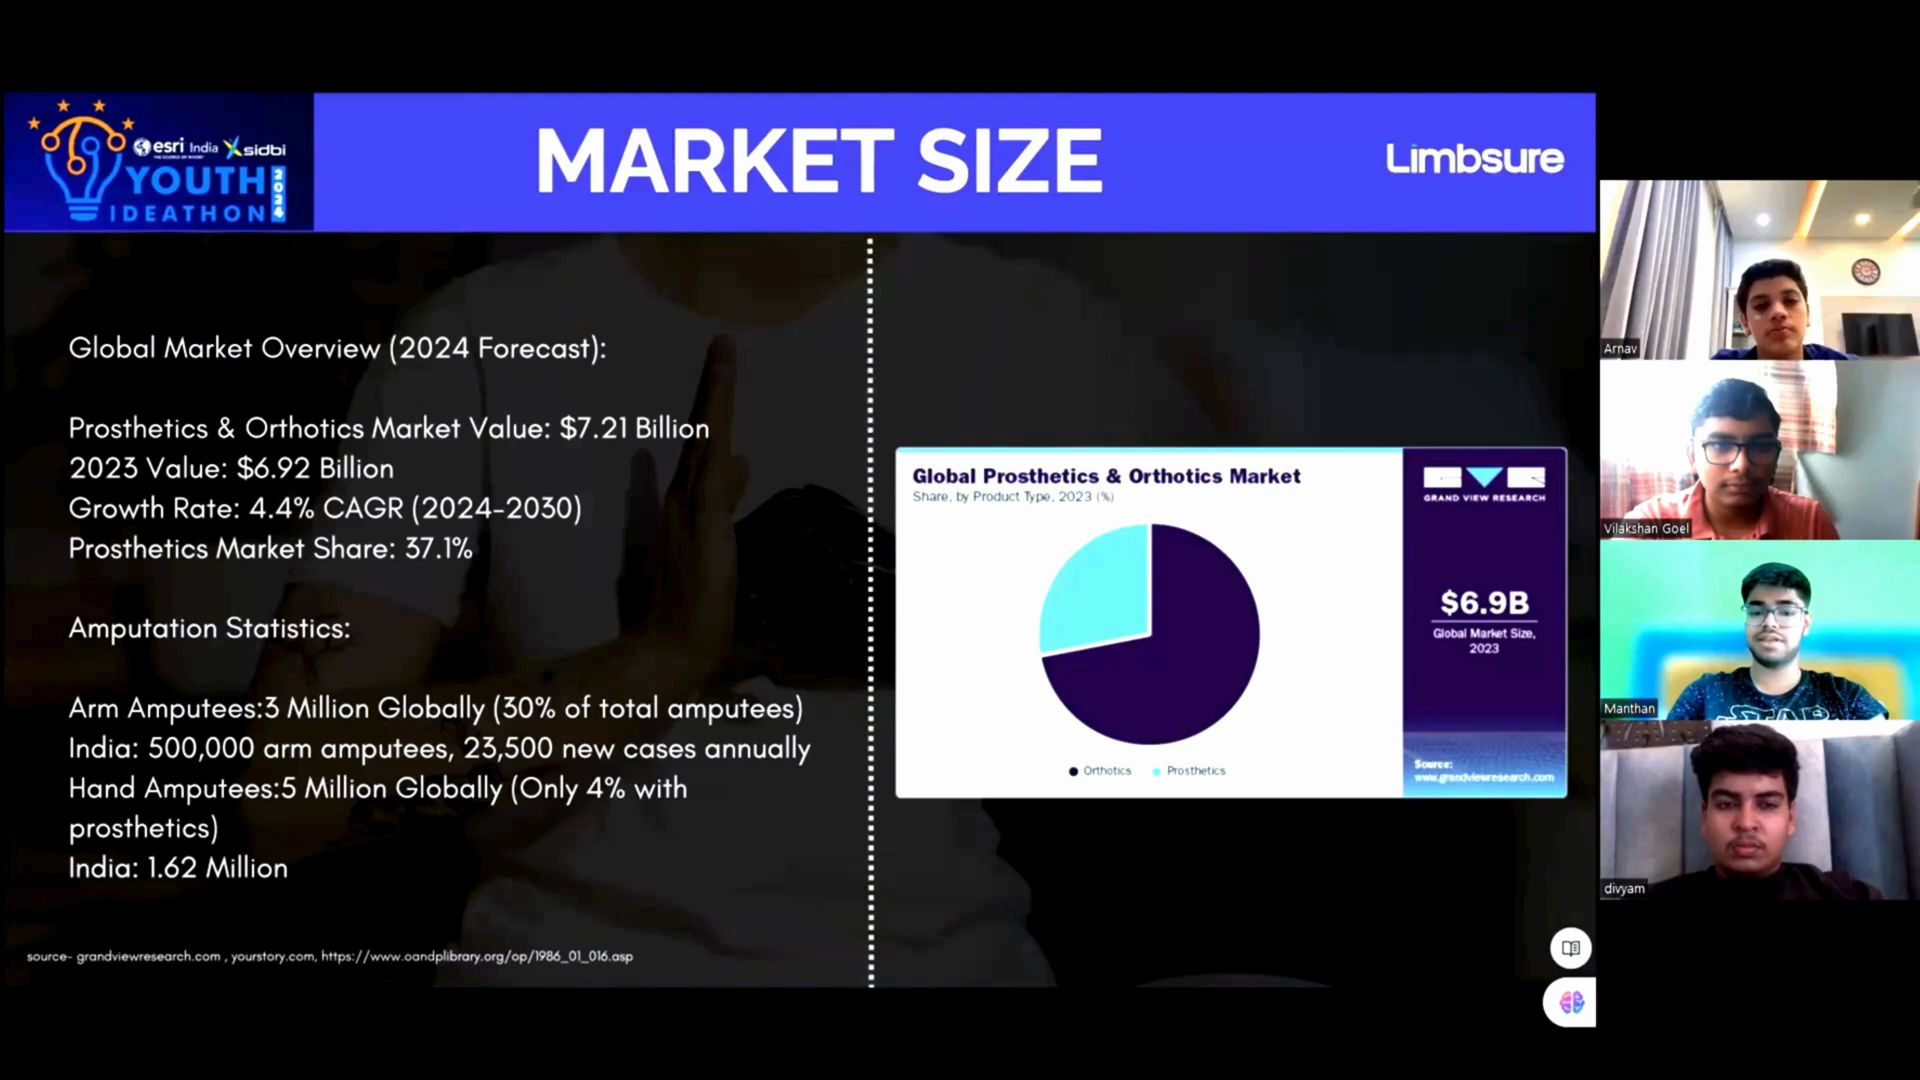 esri India sidbi
THE SCIENCE OF WHERE
YOUTH
IDEATHON
2024
MARKET SIZE
Limbsure
Global Market Overview (2024 Forecast):
Prosthetics & Orthotics Market Value: $7.21 Billion
2023 Value: $6.92 Billion
Growth Rate: 4.4% CAGR (2024-2030)
Prosthetics Market Share: 37.1%
Amputation Statistics:
Arm Amputees:3 Million Globally (30% of total amputees)
India: 500,000 arm amputees, 23,500 new cases annually
Hand Amputees:5 Million Globally (Only 4% with
prosthetics)
India: 1.62 Million
source- grandviewresearch.com , yourstory.com, https://www.oandplibrary.org/op/1986_01_016.asp
Global Prosthetics & Orthotics Market
Share, by Product Type, 2023 (%)
Orthotics Prosthetics
GRAND VIEW RESEARCH
$6.9B
Global Market Size,
2023
Source:
www.grandviewresearch.com
Arnav
Vilakshan Goel
Manthan
divyam